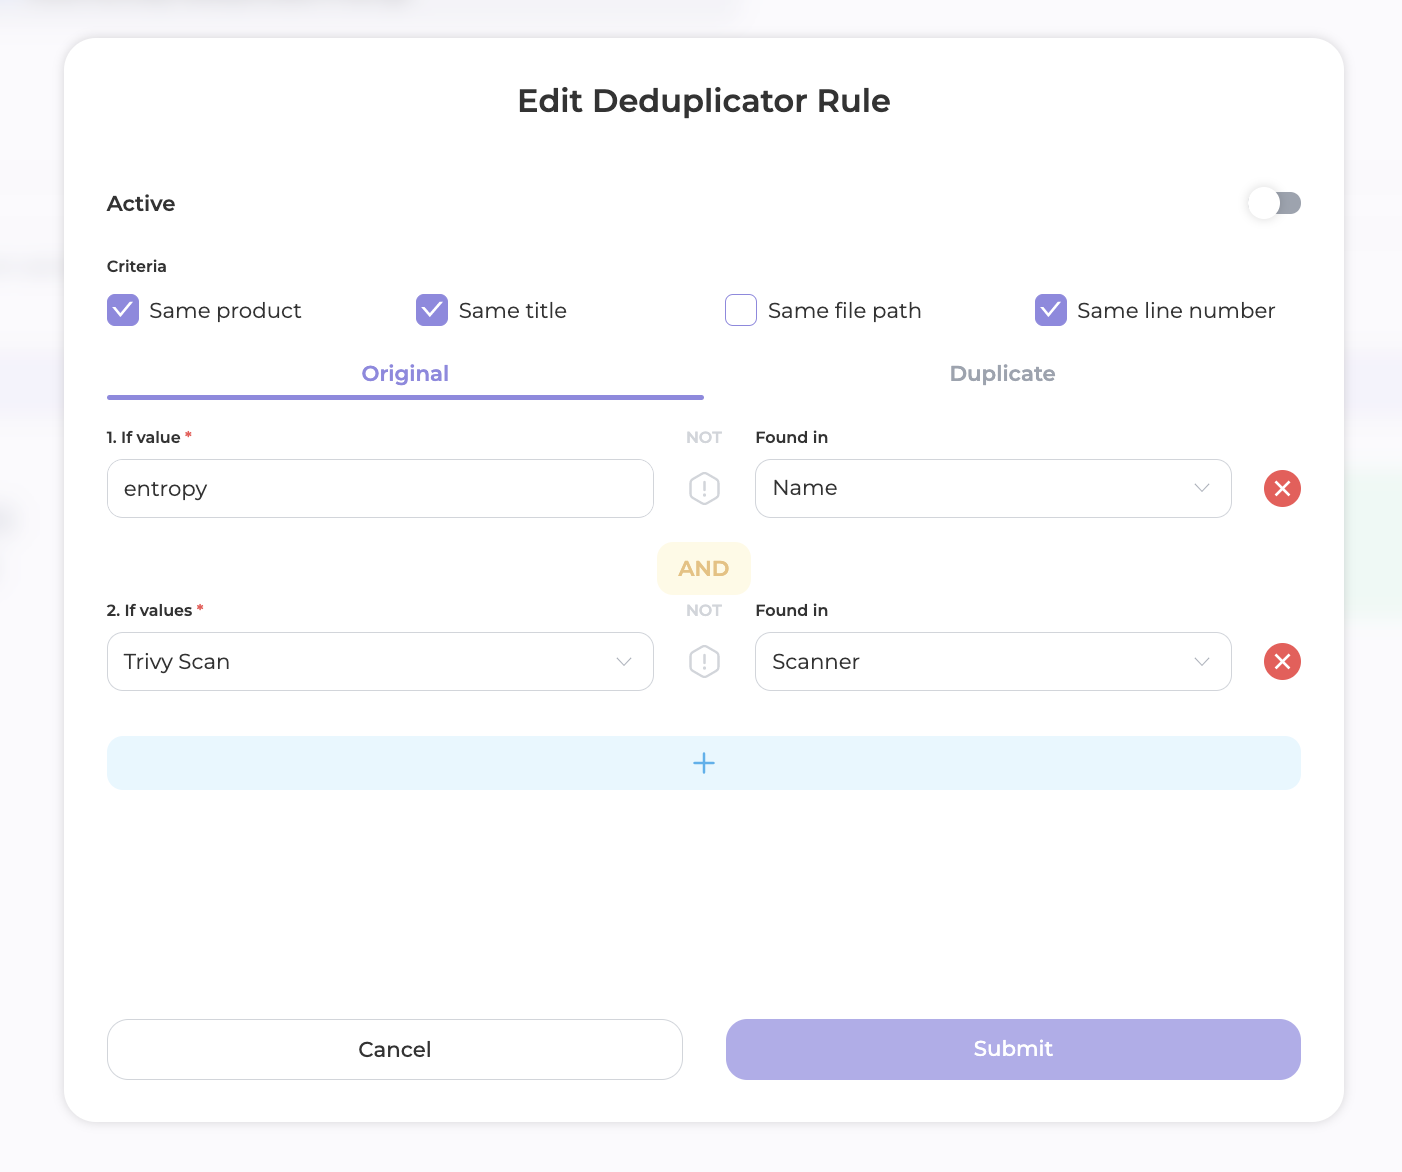 Edit Deduplicator Rule
Active
Criteria
Same product
Same title
Same file path
Same line number
Original
Duplicate
1. If value *
NOT
Found in
entropy
Name
AND
2. If values *
NOT
Found in
Trivy Scan
Scanner
Cancel
Submit